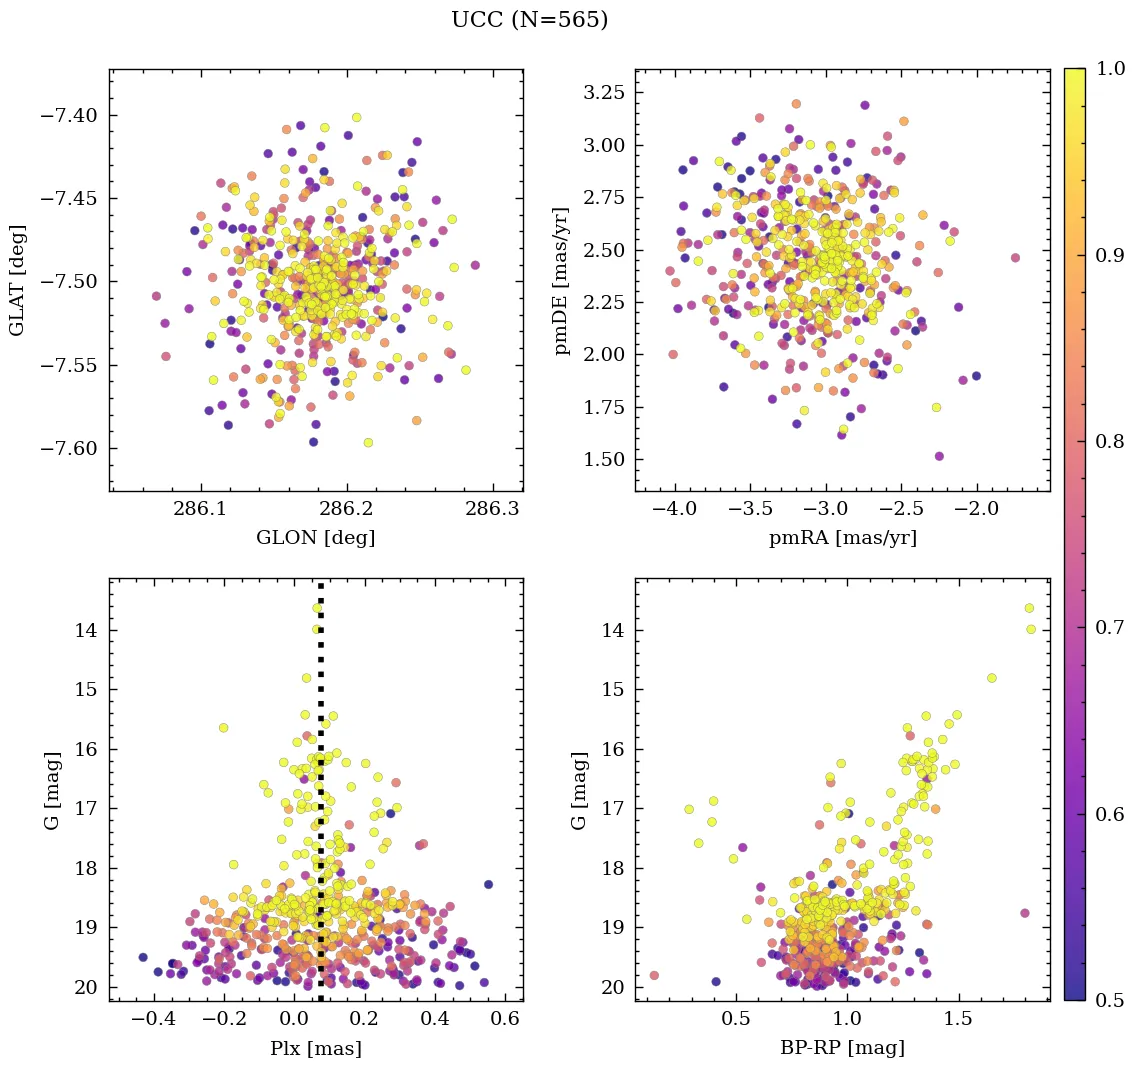 UCC (N=565)
−7.40
−7.45
−7.50
−7.55
−7.60
GLAT [deg]
286.1 286.2 286.3
GLON [deg]
3.25
3.00
2.75
2.50
2.25
2.00
1.75
1.50
pmDE [mas/yr]
−4.0 −3.5 −3.0 −2.5 −2.0
pmRA [mas/yr]
14
15
16
17
18
19
20
G [mag]
−0.4 −0.2 0.0 0.2 0.4 0.6
Plx [mas]
14
15
16
17
18
19
20
G [mag]
0.5 1.0 1.5
BP-RP [mag]
1.0
0.9
0.8
0.7
0.6
0.5